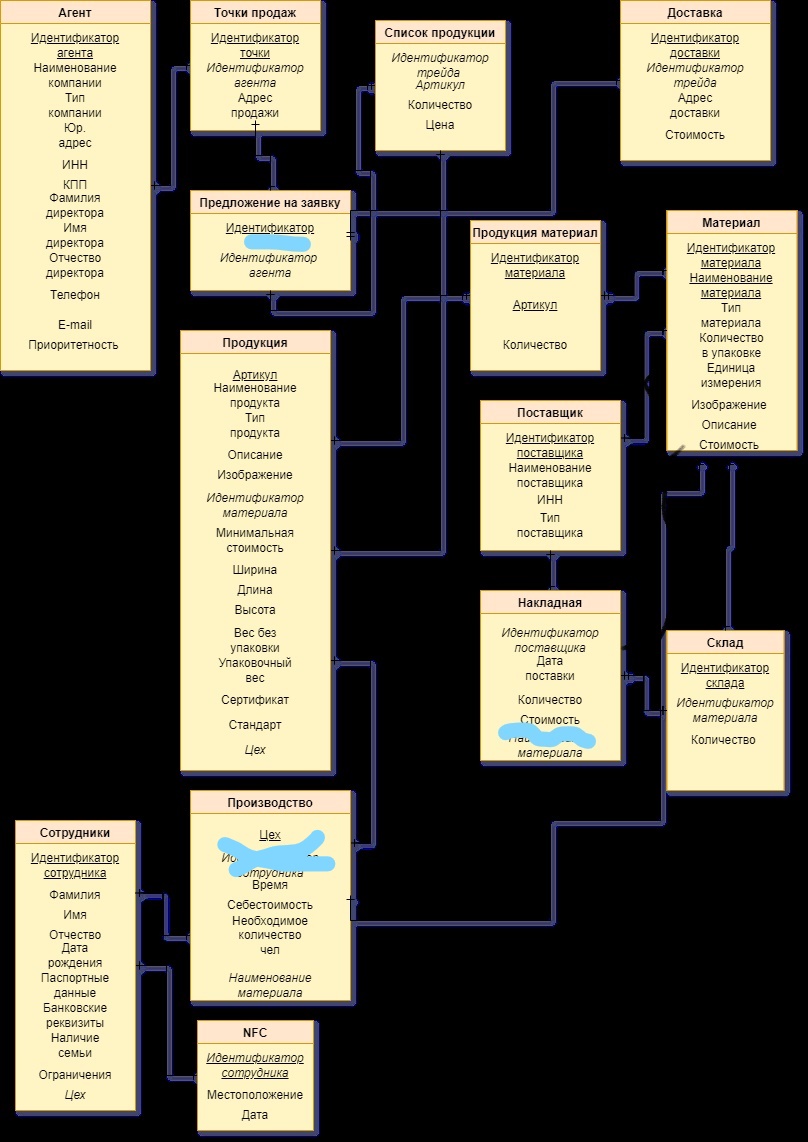 Агент
Идентификатор
агента
Наименование
компании
Тип
компании
Юр.
адрес
ИНН
КПП
Фамилия
директора
Имя
директора
Отчество
директора
Телефон
E-mail
Приоритетность
Точки продаж
Идентификатор
точки
Идентификатор
агента
Адрес
продажи
Список продукции
Идентификатор
трейда
Артикул
Количество
Цена
Доставка
Идентификатор
доставки
Идентификатор
трейда
Адрес
доставки
Стоимость
Предложение на заявку
Идентификатор
Идентификатор
агента
Продукция материал
Идентификатор
материала
Артикул
Количество
Материал
Идентификатор
материала
Наименование
материала
Тип
материала
Количество
в упаковке
Единица
измерения
Изображение
Описание
Стоимость
Продукция
Артикул
Наименование
продукта
Тип
продукта
Описание
Изображение
Идентификатор
материала
Минимальная
стоимость
Ширина
Длина
Высота
Вес без
упаковки
Упаковочный
вес
Сертификат
Стандарт
Цех
Поставщик
Идентификатор
поставщика
Наименование
поставщика
ИНН
Тип
поставщика
Накладная
Идентификатор
поставщика
Дата
поставки
Количество
Стоимость
материала
Склад
Идентификатор
склада
Идентификатор
материала
Количество
Производство
Цех
сотрудника
Время
Себестоимость
Необходимое
количество
чел
Наименование
материала
Сотрудники
Идентификатор
сотрудника
Фамилия
Имя
Отчество
Дата
рождения
Паспортные
данные
Банковские
реквизиты
Наличие
семьи
Ограничения
Цех
NFC
Идентификатор
сотрудника
Местоположение
Дата